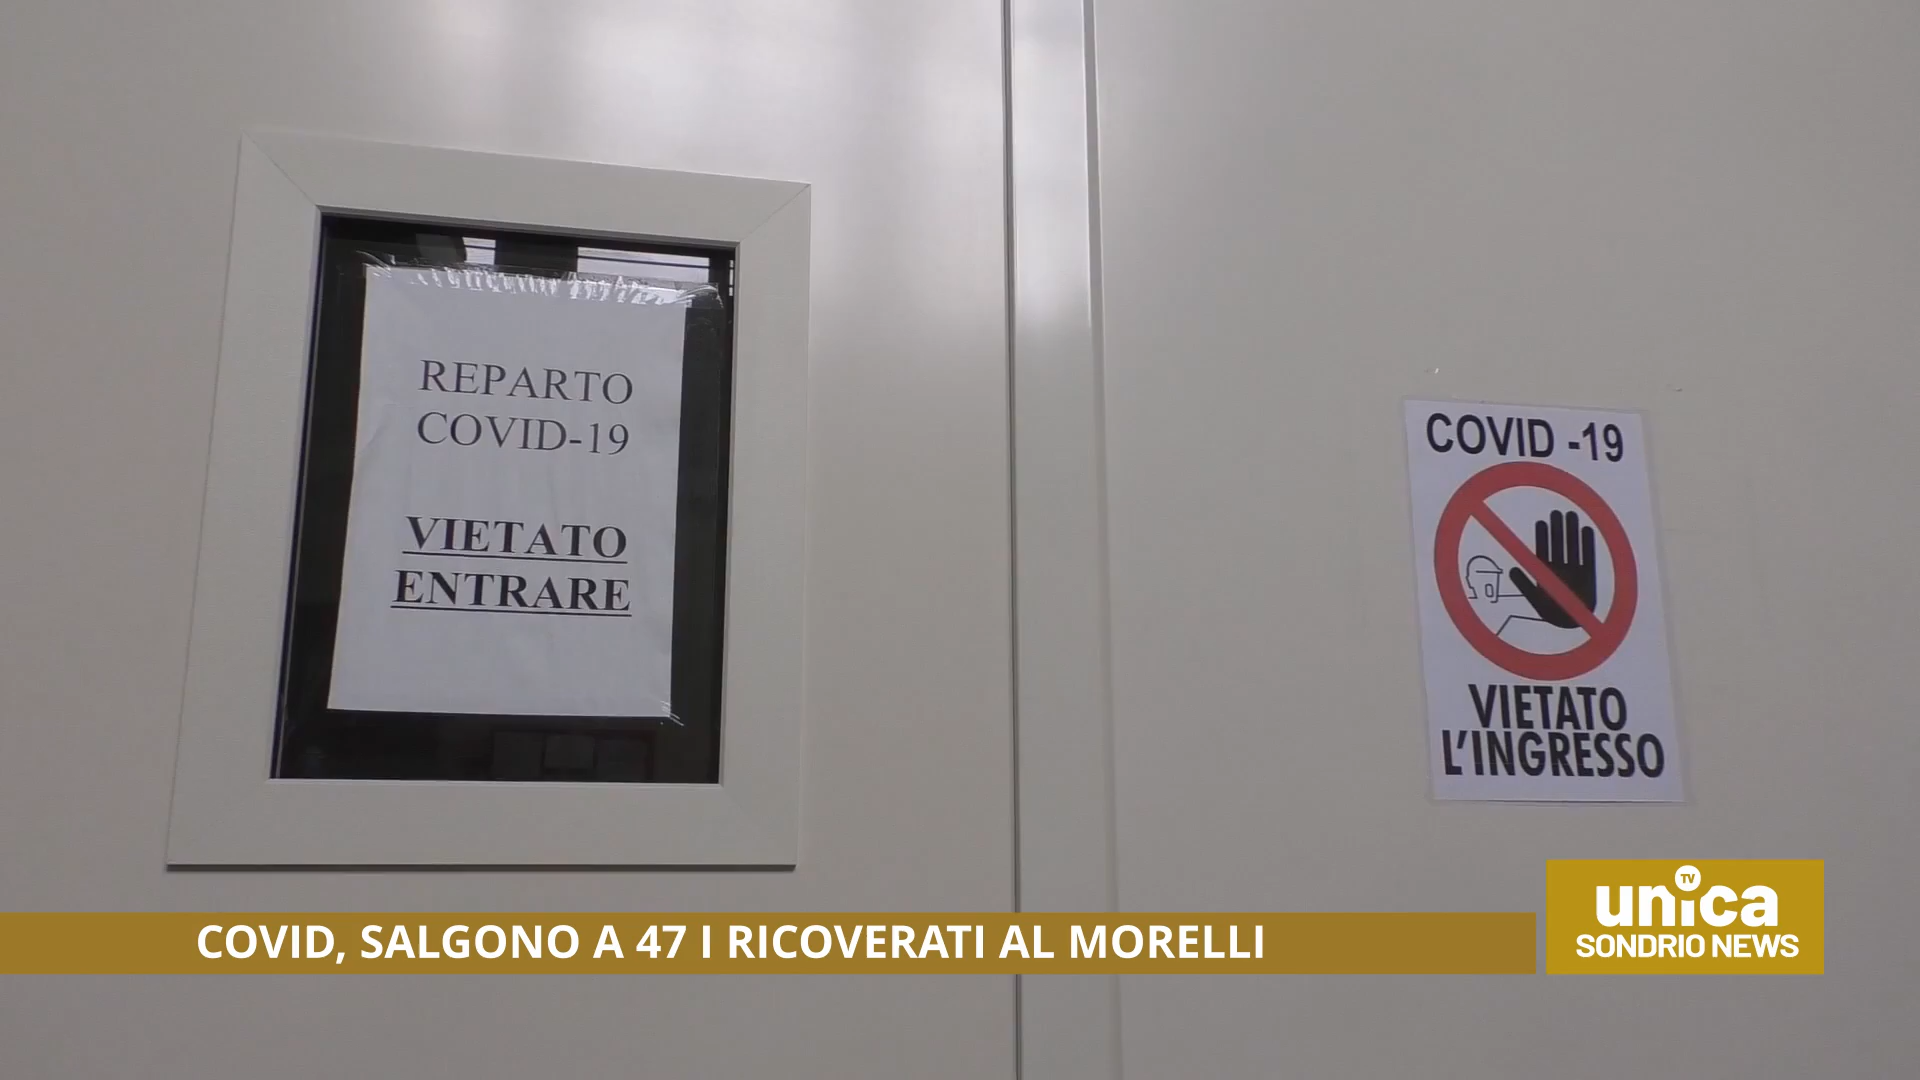 REPARTO
COVID-19
VIETATO
ENTRARE
COVID -19
VIETATO
L'INGRESSO
COVID, SALGONO A 47 I RICOVERATI AL MORELLI
TV
unica
SONDRIO NEWS